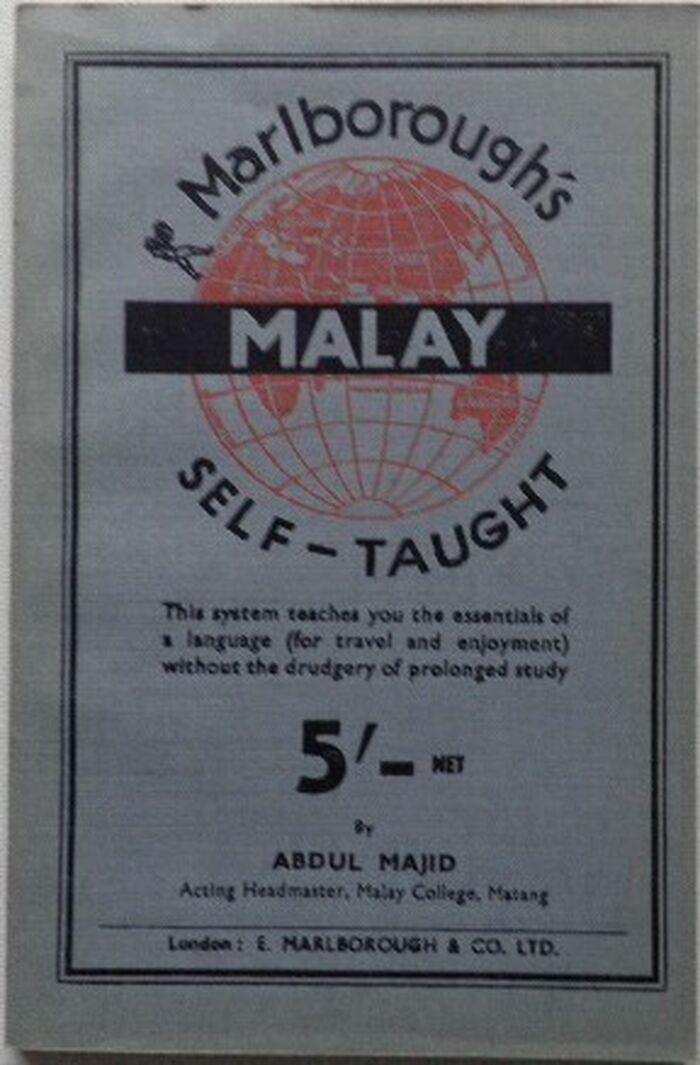 Marlborough's
MALAY
SELF-TAUGHT
This system teaches you the essentials of
a language (for travel and enjoyment)
without the drudgery of prolonged study
5/- NET
By
ABDUL MAJID
Acting Headmaster, Malay College, Matang
London: E. MARLBOROUGH & CO. LTD.